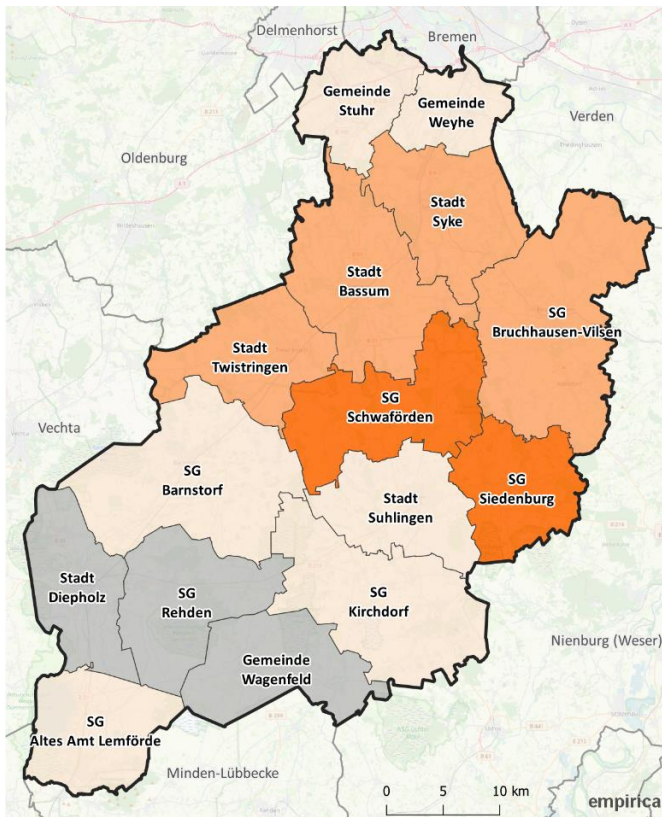 Delmenhorst
Bremen
Gemeinde
Stuhr
Gemeinde
Weyhe
Verden
Oldenburg
Stadt
Syke
Stadt
Bassum
SG
Bruchhausen-Vilsen
Stadt
Twistringen
SG
Schwaförden
Vechta
SG
Barnstorf
SG
Siedenburg
Stadt
Suhlingen
Stadt
Diepholz
SG
Rehden
SG
Kirchdorf
Nienburg (Weser)
Gemeinde
Wagenfeld
SG
Altes Amt Lemförde
Minden-Lübbecke
0 5 10 km
empirica